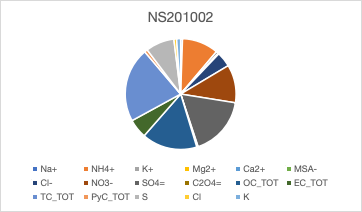 NS201002
Na+ NH4+ K+ Mg2+ Ca2+ MSA-
Cl- NO3- SO4= C2O4= OC_TOT EC_TOT
TC_TOT PyC_TOT S Cl K